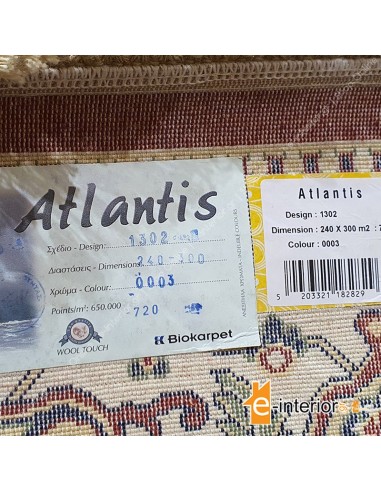 Atlantis
Σχέδιο - Design: 1302
Διαστάσεις - Dimensions: 240-300
Χρώμα - Colour: 0003
Points/m²: 650.000
720
WOOL TOUCH
Biokarpet
Atlantis
Design : 1302
Dimension : 240 X 300 m2 : 7
Colour : 0003
5 203321 182829
e-interior